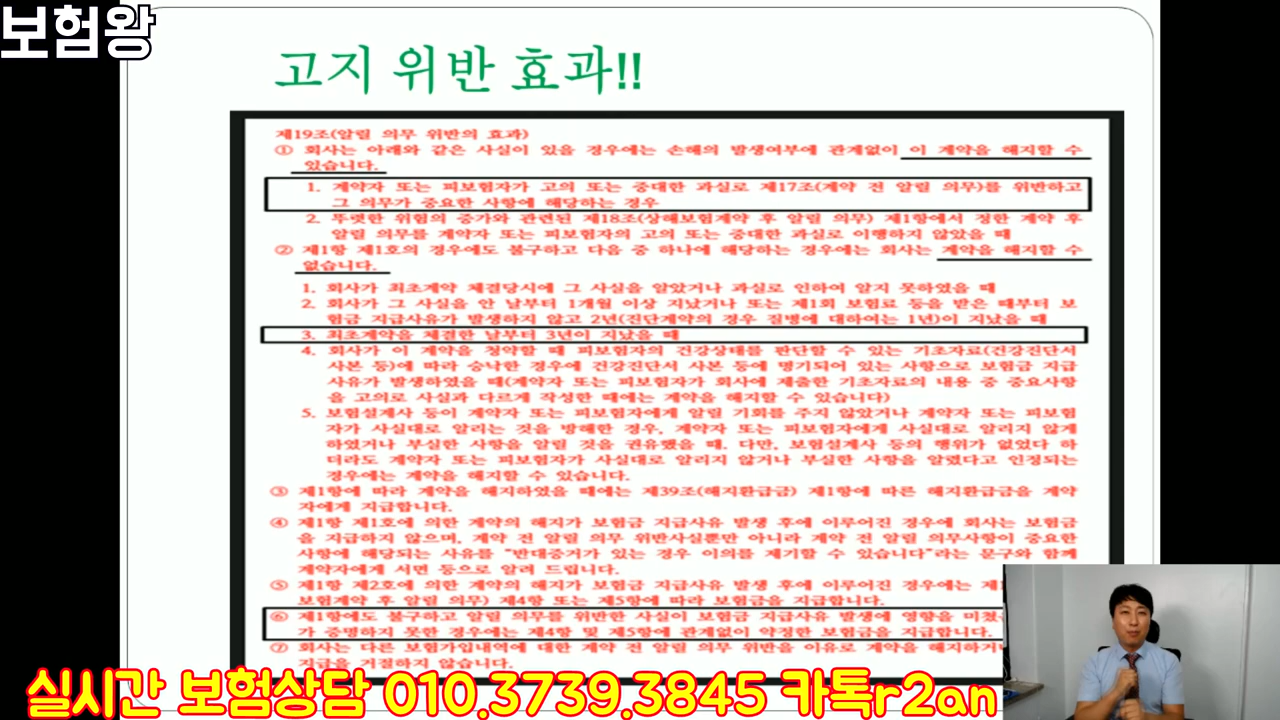 보험왕
고지 위반 효과!!
제19조(알릴 의무 위반의 효과)
① 회사는 아래와 같은 사실이 있을 경우에는 손해의 발생여부에 관계없이 이 계약을 해지할 수
있습니다.
1. 계약자 또는 피보험자가 고의 또는 중대한 과실로 제17조(계약 전 알릴 의무)를 위반하고
그 의무가 중요한 사항에 해당하는 경우
2. 뚜렷한 위험의 증가와 관련된 제18조(상해보험계약 후 알릴 의무) 제1항에서 정한 계약 후
알릴 의무를 계약자 또는 피보험자의 고의 또는 중대한 과실로 이행하지 않았을 때
② 제1항 제1호의 경우에도 불구하고 다음 중 하나에 해당하는 경우에는 회사는 계약을 해지할 수
없습니다.
1. 회사가 최초계약 체결당시에 그 사실을 알았거나 과실로 인하여 알지 못하였을 때
2. 회사가 그 사실을 안 날부터 1개월 이상 지났거나 또는 제1회 보험료 등을 받은 때부터 보
험금 지급사유가 발생하지 않고 2년(진단계약의 경우 질병에 대하여는 1년)이 지났을 때
3. 최초계약을 체결한 날부터 3년이 지났을 때
4. 회사가 이 계약을 청약할 때 피보험자의 건강상태를 판단할 수 있는 기초자료(건강진단서
사본 등)에 따라 승낙한 경우에 건강진단서 사본 등에 명기되어 있는 사항으로 보험금 지급
사유가 발생하였을 때(계약자 또는 피보험자가 회사에 제출한 기초자료의 내용 중 중요사항
을 고의로 사실과 다르게 작성한 때에는 계약을 해지할 수 있습니다)
5. 보험설계사 등이 계약자 또는 피보험자에게 알릴 기회를 주지 않았거나 계약자 또는 피보험
자가 사실대로 알리는 것을 방해한 경우, 계약자 또는 피보험자에게 사실대로 알리지 않게
하였거나 부실한 사항을 알릴 것을 권유했을 때. 다만, 보험설계사 등의 행위가 없었다 하
더라도 계약자 또는 피보험자가 사실대로 알리지 않거나 부실한 사항을 알렸다고 인정되는
경우에는 계약을 해지할 수 있습니다.
③ 제1항에 따라 계약을 해지하였을 때에는 제39조(해지환급금) 제1항에 따른 해지환급금을 계약
자에게 지급합니다.
④ 제1항 제1호에 의한 계약의 해지가 보험금 지급사유 발생 후에 이루어진 경우에 회사는 보험금
을 지급하지 않으며, 계약 전 알릴 의무 위반사실뿐만 아니라 계약 전 알릴 의무사항이 중요한
사항에 해당되는 사유를 "반대증거가 있는 경우 이의를 제기할 수 있습니다"라는 문구와 함께
계약자에게 서면 등으로 알려 드립니다.
⑤ 제1항 제2호에 의한 계약의 해지가 보험금 지급사유 발생 후에 이루어진 경우에는 제1
보험계약 후 알릴 의무) 제4항 또는 제5항에 따라 보험금을 지급합니다.
⑥ 제1항에도 불구하고 알릴 의무를 위반한 사실이 보험금 지급사유 발생에 영향을 미쳤
가 증명하지 못한 경우에는 제4항 및 제5항에 관계없이 약정한 보험금을 지급합니다.
⑦ 회사는 다른 보험가입내역에 대한 계약 전 알릴 의무 위반을 이유로 계약을 해지하거
지급을 거절하지 않습니다.
실시간 보험상담 010.3739.3845 카톡r2an